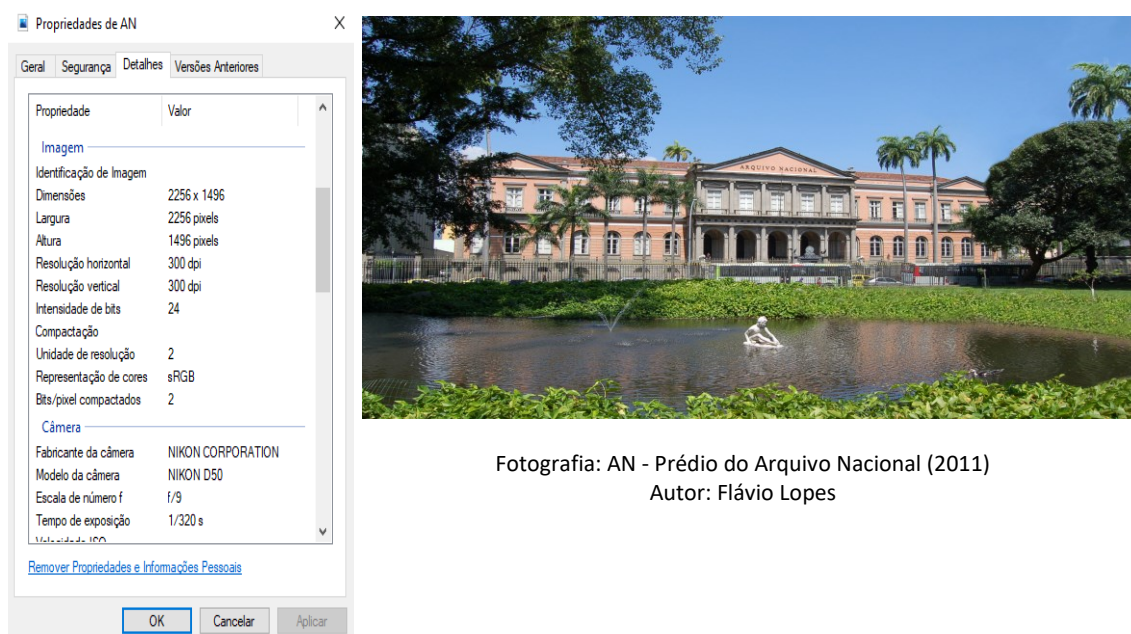 Propriedades de AN
Geral Segurança Detalhes Versões Anteriores
Propriedade Valor
Imagem
Identificação de Imagem
Dimensões 2256 x 1496
Largura 2256 pixels
Altura 1496 pixels
Resolução horizontal 300 dpi
Resolução vertical 300 dpi
Intensidade de bits 24
Compactação
Unidade de resolução 2
Representação de cores sRGB
Bits/pixel compactados 2
Câmera
Fabricante da câmera NIKON CORPORATION
Modelo da câmera NIKON D50
Escala de número f f/9
Tempo de exposição 1/320 s
Remover Propriedades e Informações Pessoais
OK Cancelar Aplicar
ARQUIVO NACIONAL
Fotografia: AN - Prédio do Arquivo Nacional (2011)
Autor: Flávio Lopes